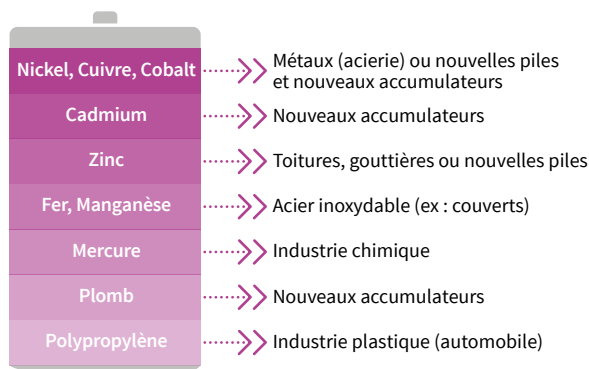 Nickel, Cuivre, Cobalt
Métaux (acierie) ou nouvelles piles
et nouveaux accumulateurs
Cadmium
Nouveaux accumulateurs
Zinc
Toitures, gouttières ou nouvelles piles
Fer, Manganèse
Acier inoxydable (ex : couverts)
Mercure
Industrie chimique
Plomb
Nouveaux accumulateurs
Polypropylène
Industrie plastique (automobile)